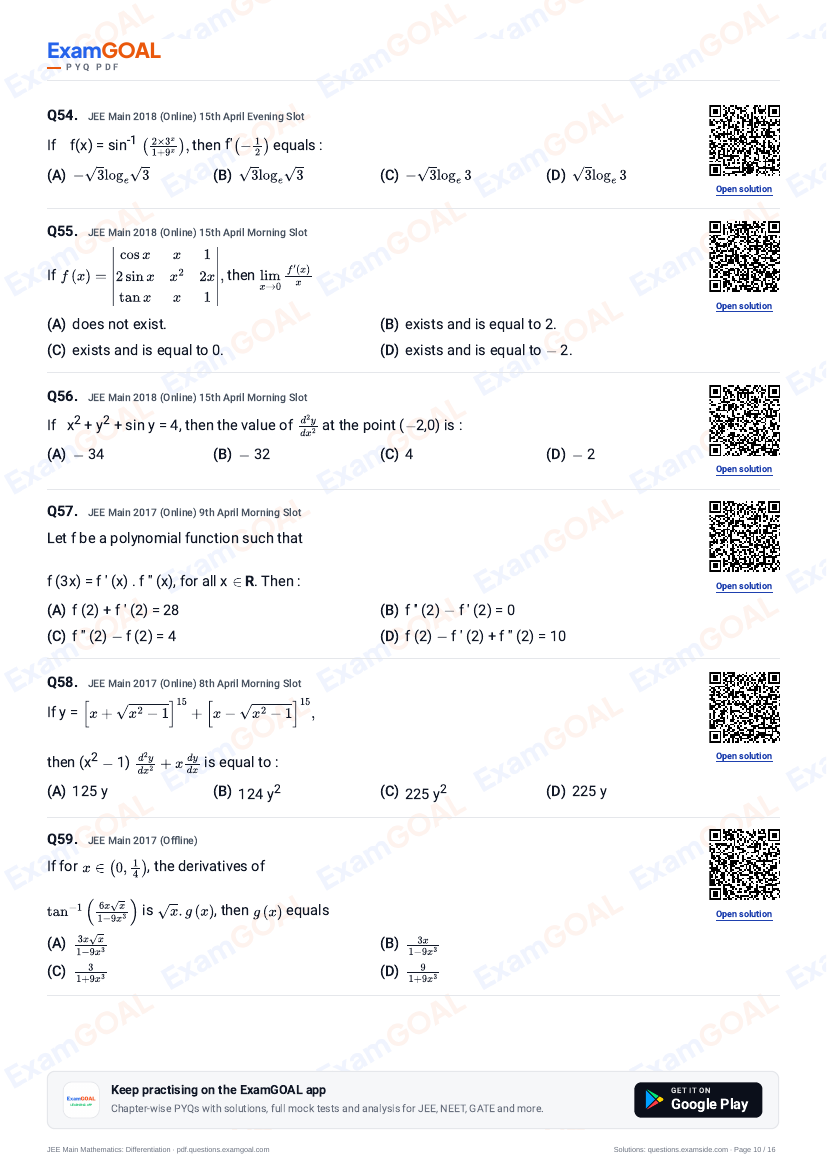 ExamGOAL
PYQ PDF
Q54. JEE Main 2018 (Online) 15th April Evening Slot
If f(x) = sin⁻¹ (2×3ˣ/1+9ˣ), then f'(−1/2) equals :
(A) −√3logₑ√3 (B) √3logₑ√3 (C) −√3logₑ 3 (D) √3logₑ 3
Open solution
Q55. JEE Main 2018 (Online) 15th April Morning Slot
If f (x) = |cos x x 1; 2 sin x x² 2x; tan x x 1|, then lim x→0 f′(x)/x
(A) does not exist. (B) exists and is equal to 2.
(C) exists and is equal to 0. (D) exists and is equal to − 2.
Open solution
Q56. JEE Main 2018 (Online) 15th April Morning Slot
If x² + y² + sin y = 4, then the value of d²y/dx² at the point (−2,0) is :
(A) − 34 (B) − 32 (C) 4 (D) − 2
Open solution
Q57. JEE Main 2017 (Online) 9th April Morning Slot
Let f be a polynomial function such that
f (3x) = f ' (x) . f '' (x), for all x ∈ R. Then :
(A) f (2) + f ' (2) = 28 (B) f '' (2) − f ' (2) = 0
(C) f '' (2) − f (2) = 4 (D) f (2) − f ' (2) + f '' (2) = 10
Open solution
Q58. JEE Main 2017 (Online) 8th April Morning Slot
If y = [x + √(x² − 1)]¹⁵ + [x − √(x² − 1)]¹⁵,
then (x² − 1) d²y/dx² + x dy/dx is equal to :
(A) 125 y (B) 124 y² (C) 225 y² (D) 225 y
Open solution
Q59. JEE Main 2017 (Offline)
If for x ∈ (0, 1/4), the derivatives of
tan⁻¹ (6x√x/1−9x³) is √x. g (x), then g (x) equals
(A) 3x√x/1−9x³ (B) 3x/1−9x³
(C) 3/1+9x³ (D) 9/1+9x³
Open solution
Keep practising on the ExamGOAL app
Chapter-wise PYQs with solutions, full mock tests and analysis for JEE, NEET, GATE and more.
GET IT ON
Google Play
JEE Main Mathematics: Differentiation · pdf.questions.examgoal.com Solutions: questions.examside.com · Page 10 / 16